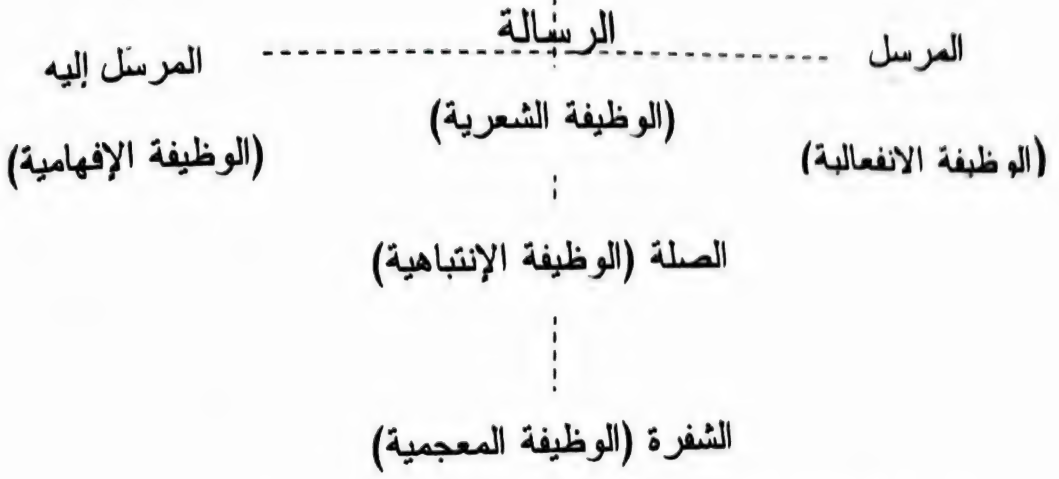 المرسل الرسالة المرسَل إليه
(الوظيفة الانفعالية) (الوظيفة الشعرية) (الوظيفة الإفهامية)
الصلة (الوظيفة الإنتباهية)
الشفرة (الوظيفة المعجمية)